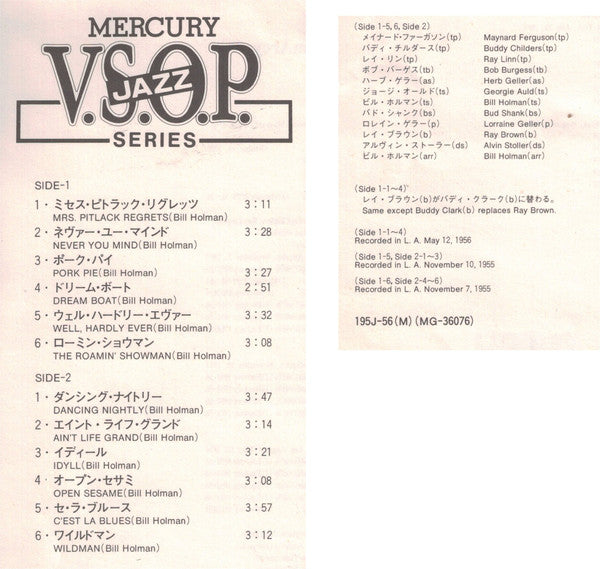 MERCURY
V.S.O.P.
JAZZ
SERIES
SIDE-1
1・ミセス・ピトラック・リグレッツ 3:11
MRS. PITLACK REGRETS(Bill Holman)
2・ネヴァー・ユー・マインド 3:28
NEVER YOU MIND(Bill Holman)
3・ポーク・パイ
PORK PIE(Bill Holman) 3:27
4・ドリーム・ボート 2:51
DREAM BOAT(Bill Holman)
5・ウェル・ハードリー・エヴァー 3:32
WELL, HARDLY EVER(Bill Holman)
6・ローミン・ショウマン 3:08
THE ROAMIN' SHOWMAN(Bill Holman)
SIDE-2
1・ダンシング・ナイトリー 3:47
DANCING NIGHTLY(Bill Holman)
2・エイント・ライフ・グランド 3:14
AIN'T LIFE GRAND(Bill Holman)
3・イディール 3:21
IDYLL(Bill Holman)
4・オープン・セサミ 3:08
OPEN SESAME(Bill Holman)
5・セ・ラ・ブルース 3:57
C'EST LA BLUES(Bill Holman)
6・ワイルドマン 3:12
WILDMAN(Bill Holman)
(Side 1-5, 6, Side 2)
メイナード・ファーガソン(tp) Maynard Ferguson(tp)
バディ・チルダース(tp) Buddy Childers(tp)
レイ・リン(tp) Ray Linn(tp)
ボブ・バーゲス(tb) Bob Burgess(tb)
ハーブ・ゲラー(as) Herb Geller(as)
ジョージ・オールド(ts) Georgie Auld(ts)
ビル・ホルマン(ts) Bill Holman(ts)
バド・シャンク(bs) Bud Shank(bs)
ロレイン・ゲラー(p) Lorraine Geller(p)
レイ・ブラウン(b) Ray Brown(b)
アルヴィン・ストーラー(ds) Alvin Stoller(ds)
ビル・ホルマン(arr) Bill Holman(arr)
(Side 1-1~4)
レイ・ブラウン(b)がバディ・クラーク(b)に替わる。
Same except Buddy Clark(b) replaces Ray Brown.
(Side 1-1~4)
Recorded in L. A. May 12, 1956
(Side 1-5, Side 2-1~3)
Recorded in L. A. November 10, 1955
(Side 1-6, Side 2-4~6)
Recorded in L. A. November 7, 1955
195J-56(M)(MG-36076)